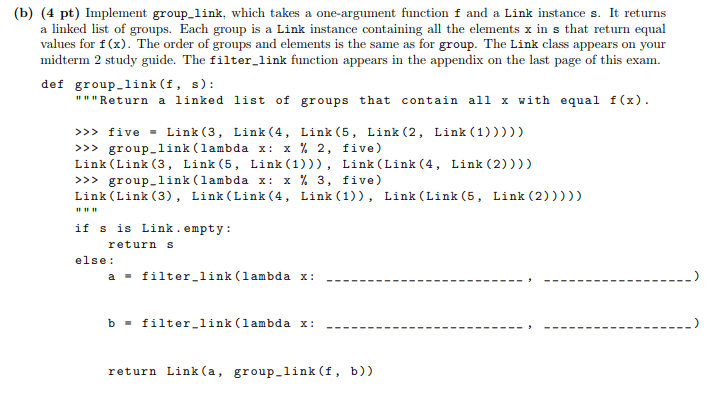 (b) (4 pt) Implement group_link, which takes a one-argument function f and a Link instance s. It returns
a linked list of groups. Each group is a Link instance containing all the elements x in s that return equal
values for f(x). The order of groups and elements is the same as for group. The Link class appears on your
midterm 2 study guide. The filter_link function appears in the appendix on the last page of this exam.
def group_link(f, s):
"""Return a linked list of groups that contain all x with equal f(x).
>>> five = Link(3, Link(4, Link(5, Link(2, Link(1)))))
>>> group_link(lambda x: x % 2, five)
Link(Link(3, Link(5, Link(1))), Link(Link(4, Link(2))))
>>> group_link(lambda x: x % 3, five)
Link(Link(3), Link(Link(4, Link(1)), Link(Link(5, Link(2)))))
"""
if s is Link.empty:
return s
else:
a = filter_link(lambda x: _______________________, _________________)
b = filter_link(lambda x: _______________________, _________________)
return Link(a, group_link(f, b))